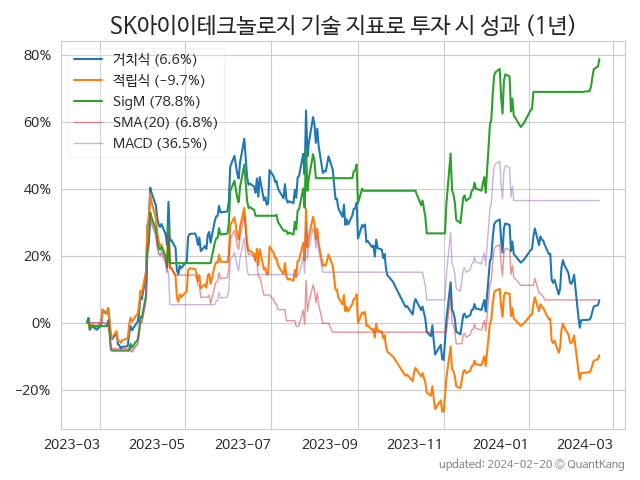 SK아이이테크놀로지 기술 지표로 투자 시 성과 (1년)
80%
60%
40%
20%
0%
−20%
거치식 (6.6%)
적립식 (−9.7%)
SigM (78.8%)
SMA(20) (6.8%)
MACD (36.5%)
2023-03 2023-05 2023-07 2023-09 2023-11 2024-01 2024-03
updated: 2024-02-20 © QuantKang